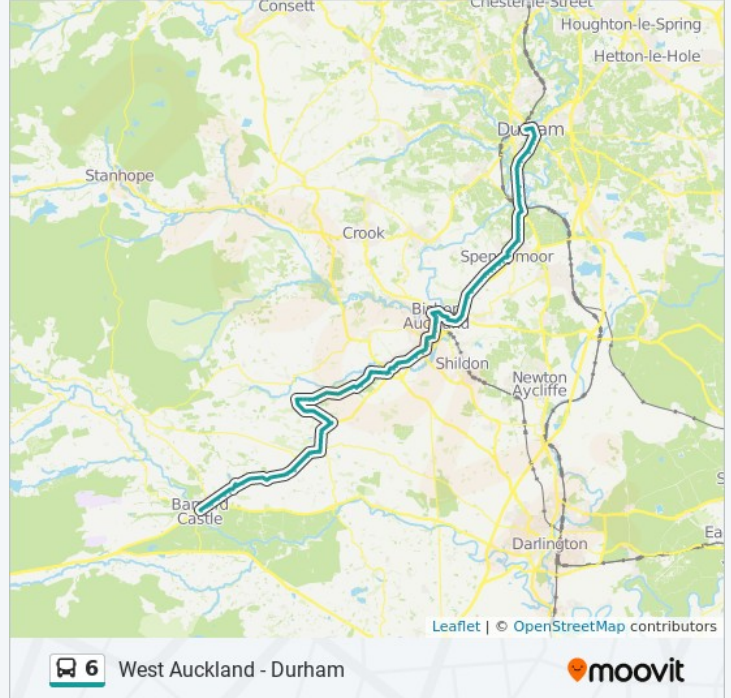 Consett
Chester-le-Street
Houghton-le-Spring
Hetton-le-Hole
Durham
Stanhope
Crook
Spennymoor
Bishop
Auckland
Shildon
Newton
Aycliffe
Barnard
Castle
S
Ea
Darlington
Leaflet | © OpenStreetMap contributors
6 West Auckland - Durham
moovit